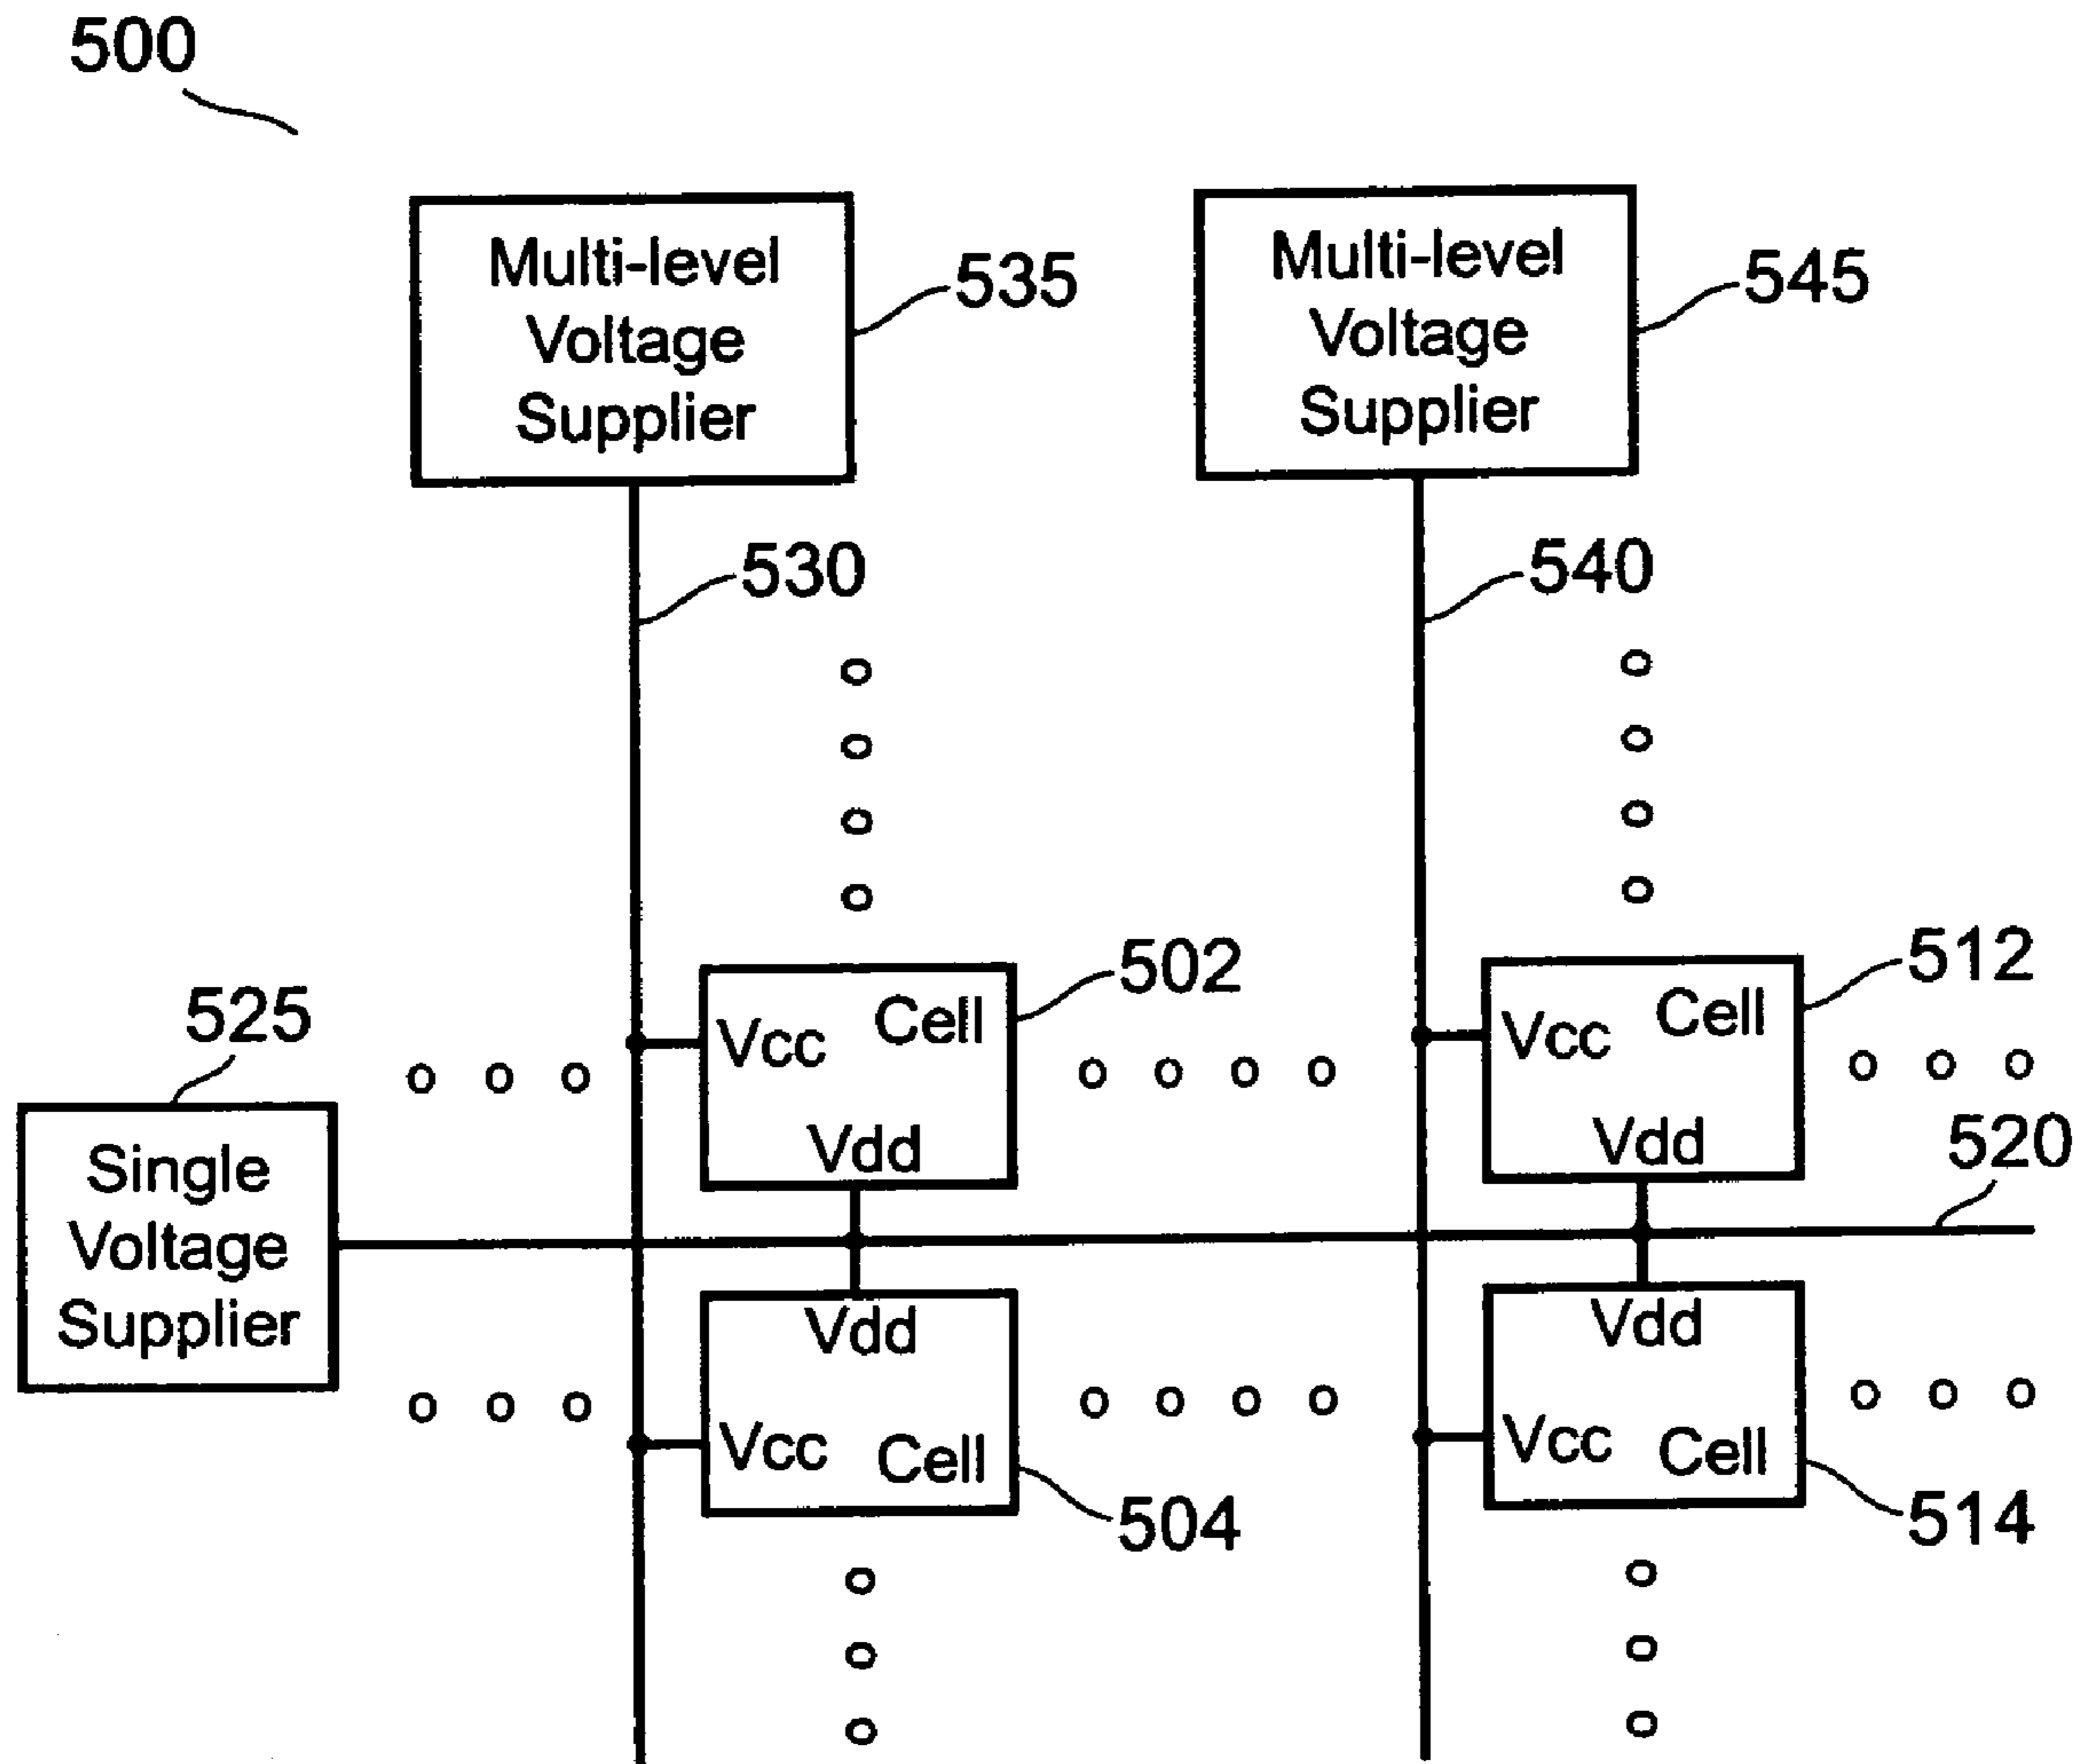 500
Multi-level
Voltage
Supplier
535
Multi-level
Voltage
Supplier
545
530
540
502
512
525
Vcc Cell
Vdd
Vcc Cell
Vdd
520
Single
Voltage
Supplier
Vdd
Vcc Cell
504
Vdd
Vcc Cell
514